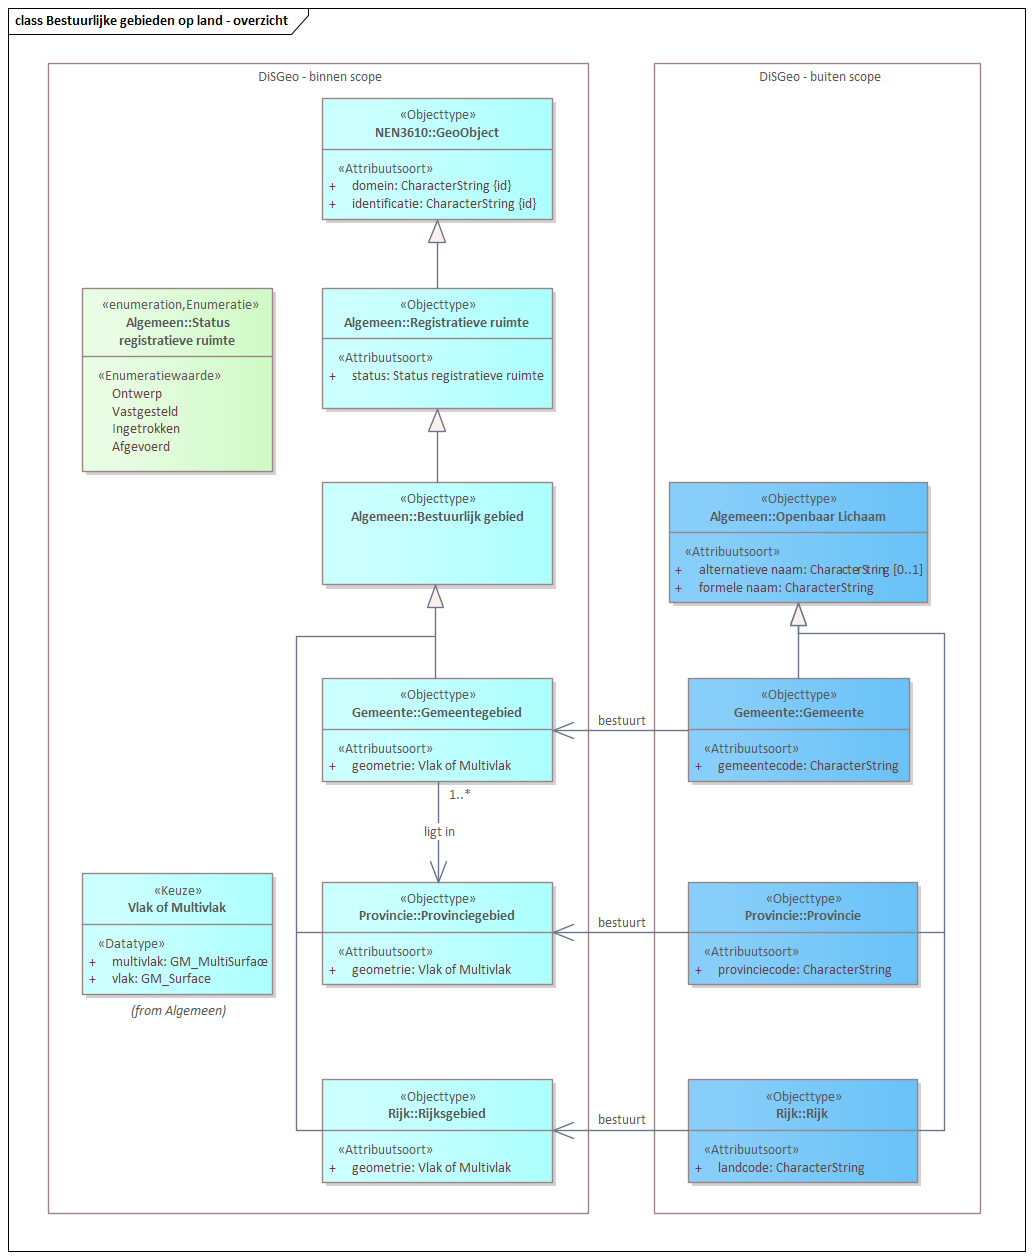 class Bestuurlijke gebieden op land - overzicht
DiSGeo - binnen scope
«Objecttype»
NEN3610::GeoObject
«Attribuutsoort»
+ domein: CharacterString {id}
+ identificatie: CharacterString {id}
«enumeration,Enumeratie»
Algemeen::Status
registratieve ruimte
«Enumeratiewaarde»
Ontwerp
Vastgesteld
Ingetrokken
Afgevoerd
«Objecttype»
Algemeen::Registratieve ruimte
«Attribuutsoort»
+ status: Status registratieve ruimte
«Objecttype»
Algemeen::Bestuurlijk gebied
«Objecttype»
Gemeente::Gemeentegebied
«Attribuutsoort»
+ geometrie: Vlak of Multivlak
1..*
ligt in
«Keuze»
Vlak of Multivlak
«Datatype»
+ multivlak: GM_MultiSurface
+ vlak: GM_Surface
(from Algemeen)
«Objecttype»
Provincie::Provinciegebied
«Attribuutsoort»
+ geometrie: Vlak of Multivlak
«Objecttype»
Rijk::Rijksgebied
«Attribuutsoort»
+ geometrie: Vlak of Multivlak
bestuurt
bestuurt
bestuurt
DiSGeo - buiten scope
«Objecttype»
Algemeen::Openbaar Lichaam
«Attribuutsoort»
+ alternatieve naam: CharacterString [0..1]
+ formele naam: CharacterString
«Objecttype»
Gemeente::Gemeente
«Attribuutsoort»
+ gemeentecode: CharacterString
«Objecttype»
Provincie::Provincie
«Attribuutsoort»
+ provinciecode: CharacterString
«Objecttype»
Rijk::Rijk
«Attribuutsoort»
+ landcode: CharacterString